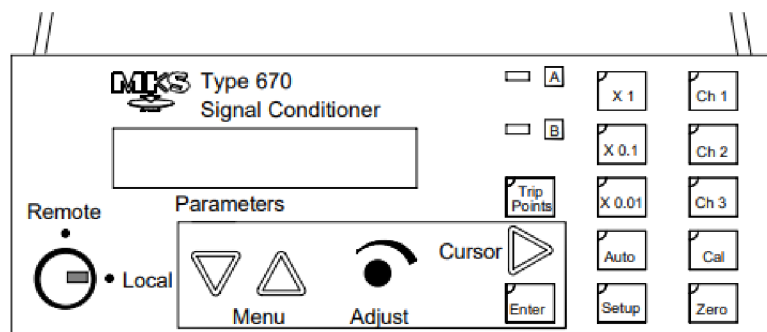 MKS Type 670
Signal Conditioner
A
B
X 1
Ch 1
X 0.1
Ch 2
Trip
Points
X 0.01
Ch 3
Remote
Parameters
Cursor
Auto
Cal
Local
Menu
Adjust
Enter
Setup
Zero